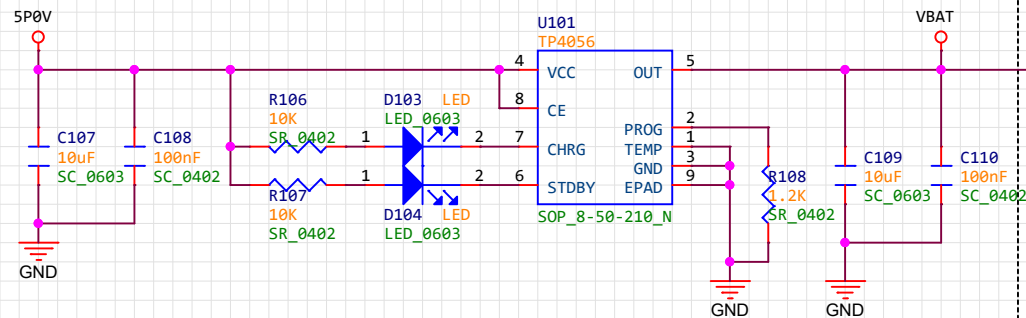 5P0V
VBAT
U101
TP4056
4
VCC
OUT
5
8
CE
PROG
2
TEMP
1
GND
3
EPAD
9
CHRG
7
STDBY
6
SOP_8-50-210_N
R106
10K
SR_0402
D103
LED
LED_0603
1
2
1
2
R107
10K
SR_0402
D104
LED
LED_0603
C107
10uF
SC_0603
C108
100nF
SC_0402
R108
1.2K
SR_0402
C109
10uF
SC_0603
C110
100nF
SC_0402
GND
GND
GND